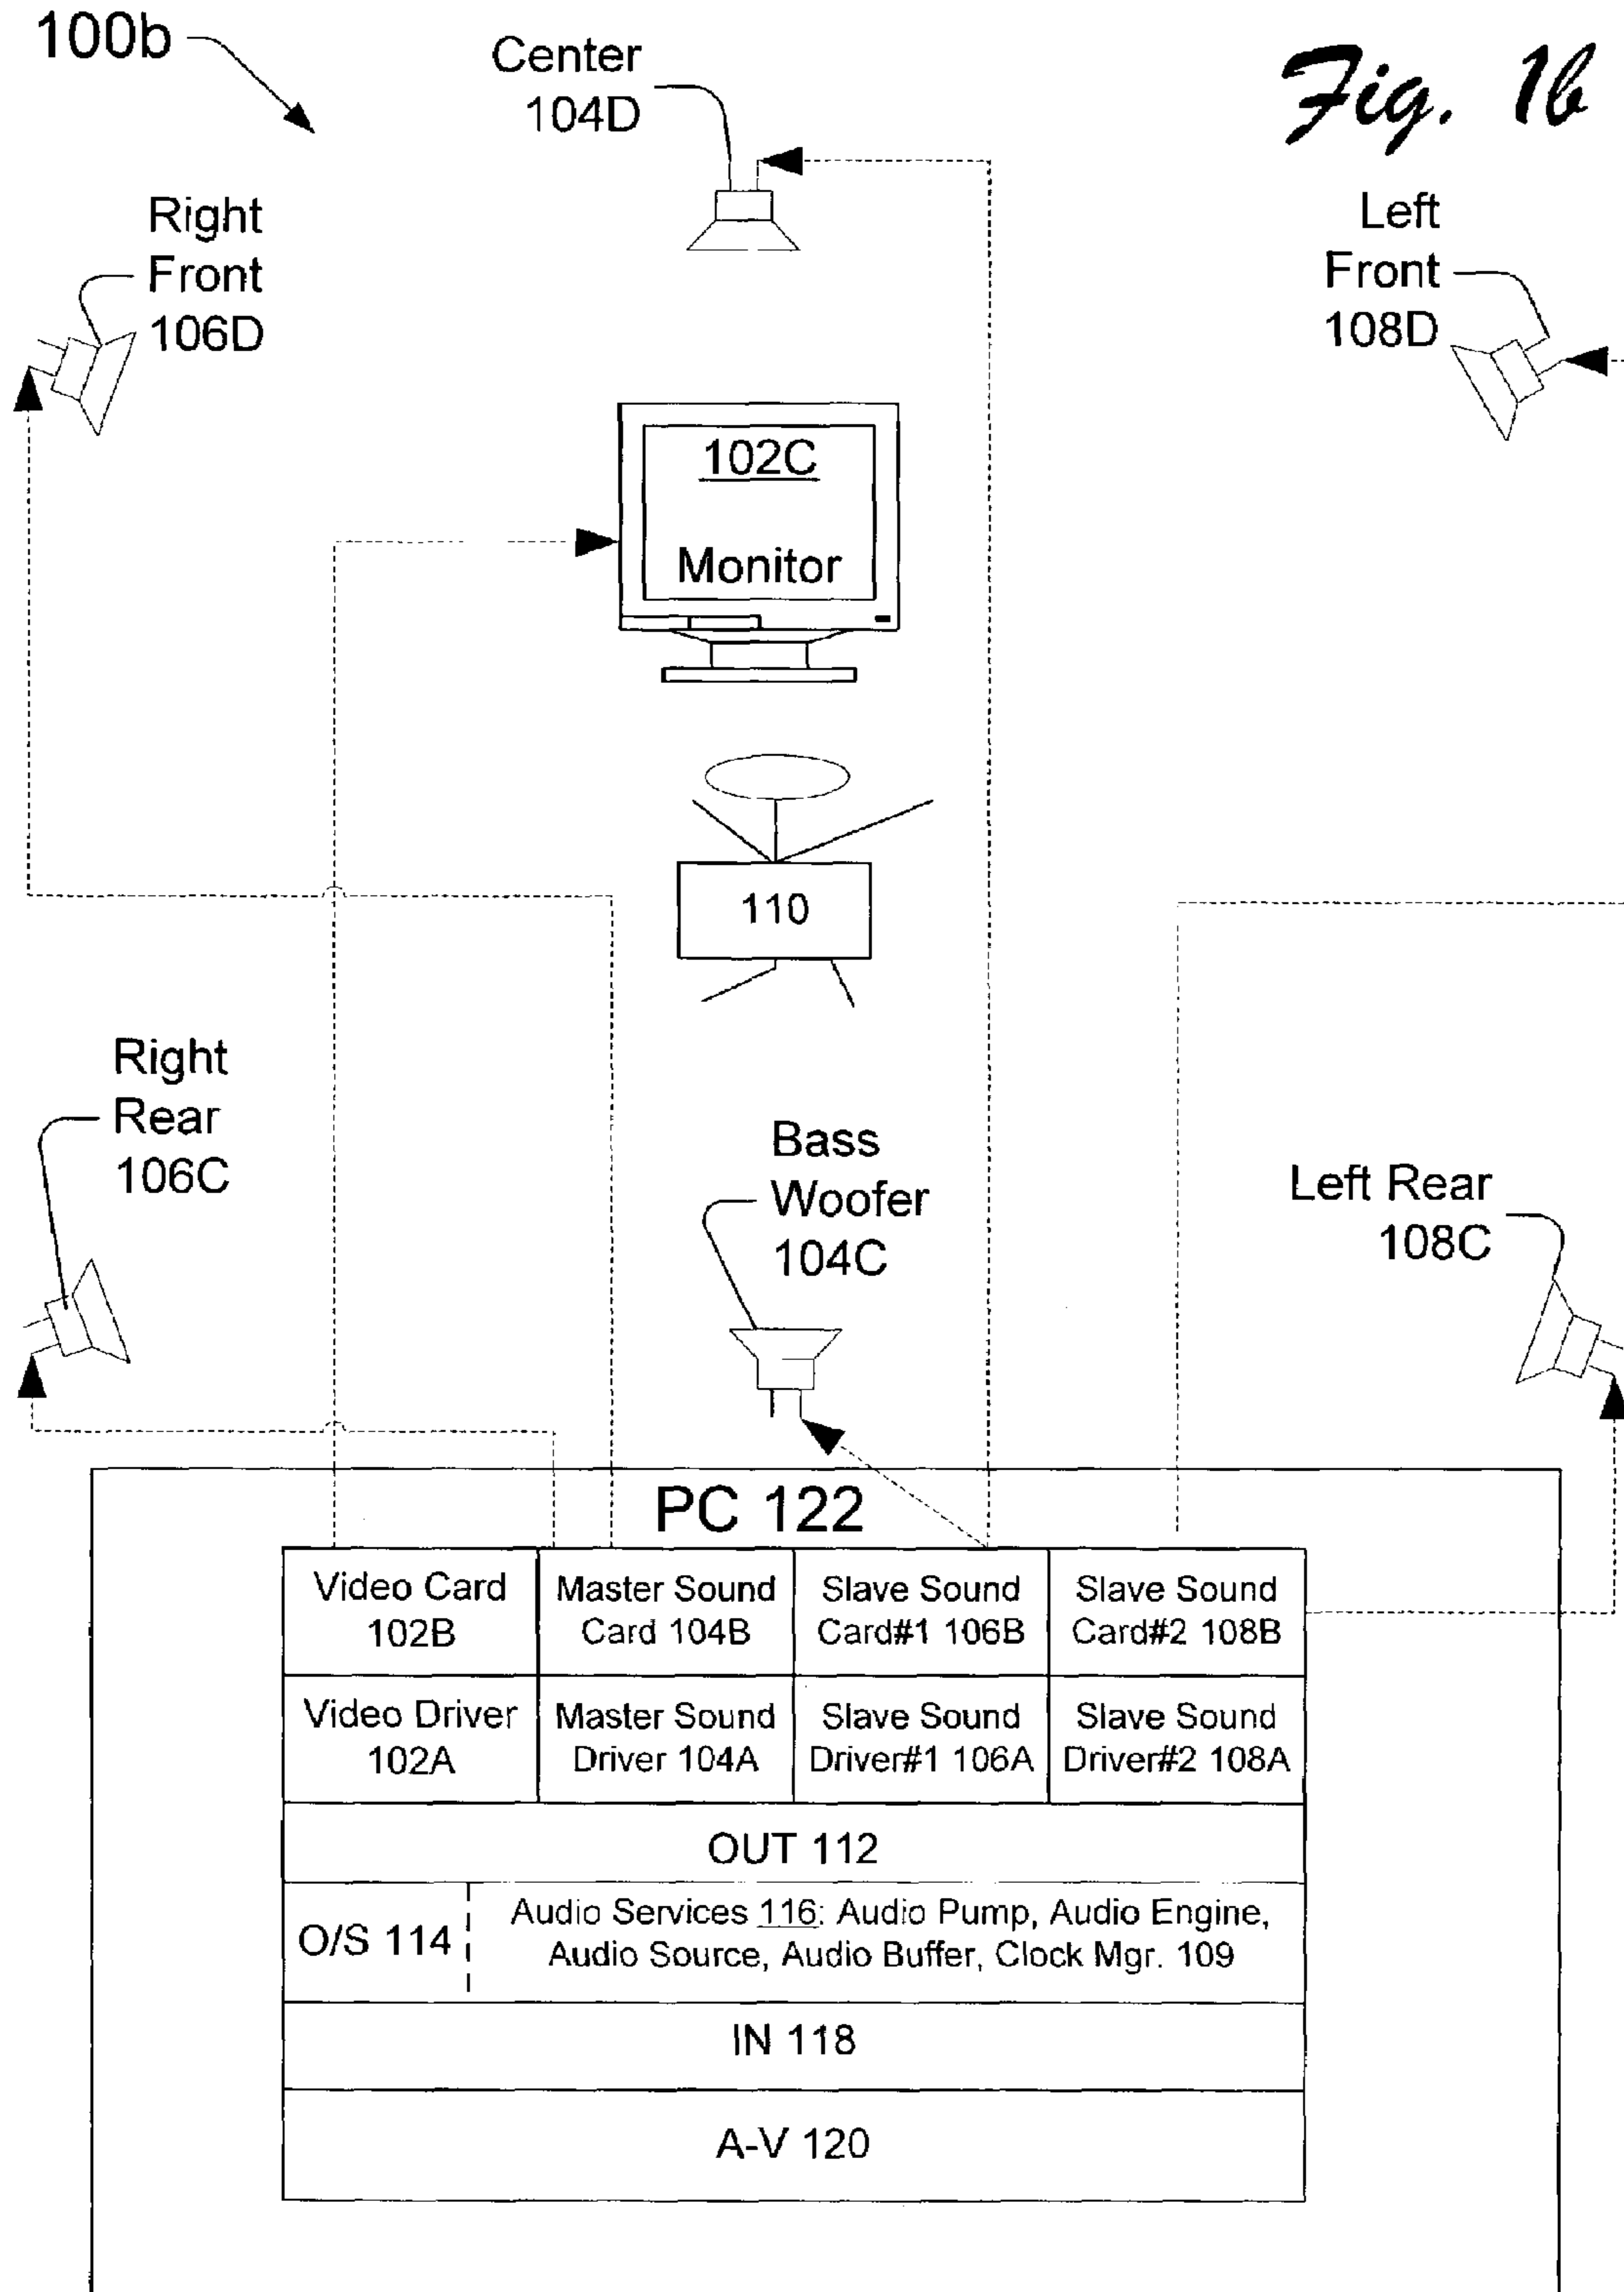 100b
Center
104D
Fig. 1b
Right
Front
106D
Left
Front
108D
102C
Monitor
110
Right
Rear
106C
Bass
Woofer
104C
Left Rear
108C
PC 122
Video Card
102B
Master Sound
Card 104B
Slave Sound
Card#1 106B
Slave Sound
Card#2 108B
Video Driver
102A
Master Sound
Driver 104A
Slave Sound
Driver#1 106A
Slave Sound
Driver#2 108A
OUT 112
O/S 114
Audio Services 116: Audio Pump, Audio Engine,
Audio Source, Audio Buffer, Clock Mgr. 109
IN 118
A-V 120